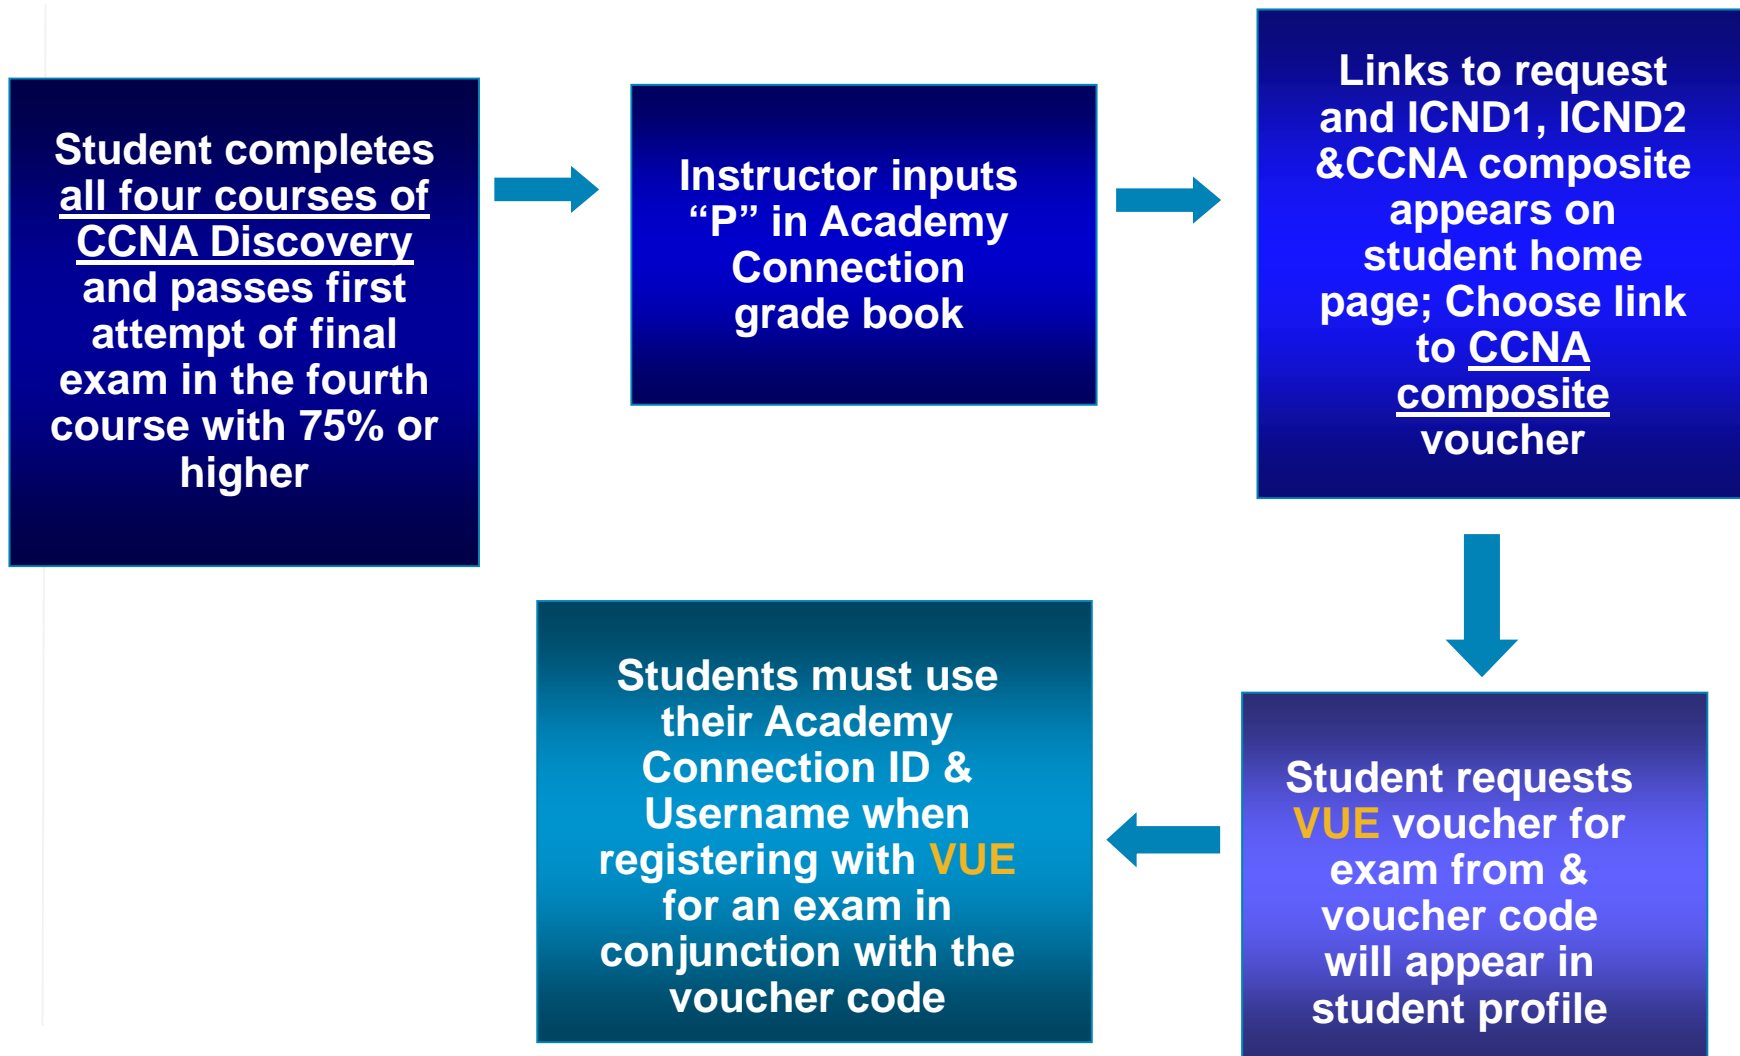 Student completes
all four courses of
CCNA Discovery
and passes first
attempt of final
exam in the fourth
course with 75% or
higher
Instructor inputs
“P” in Academy
Connection
grade book
Links to request
and ICND1, ICND2
&CCNA composite
appears on
student home
page; Choose link
to CCNA
composite
voucher
Student requests
VUE voucher for
exam from &
voucher code
will appear in
student profile
Students must use
their Academy
Connection ID &
Username when
registering with VUE
for an exam in
conjunction with the
voucher code